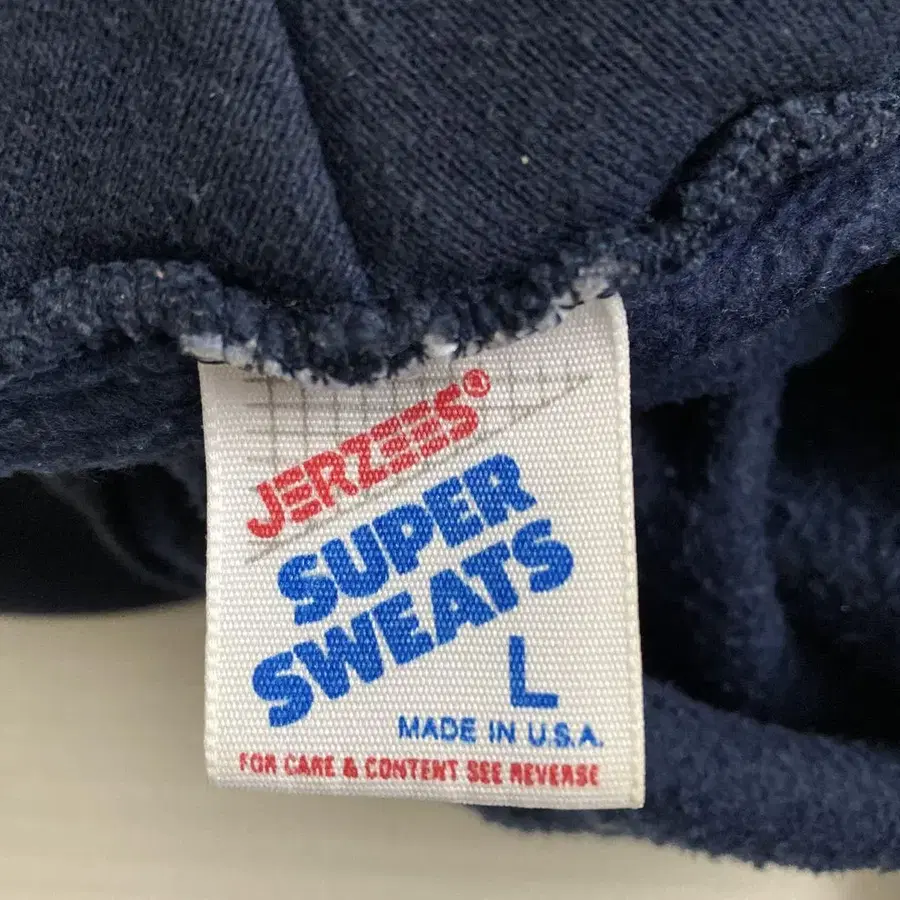 JERZEES®
SUPER
SWEATS
L
MADE IN U.S.A.
FOR CARE & CONTENT SEE REVERSE